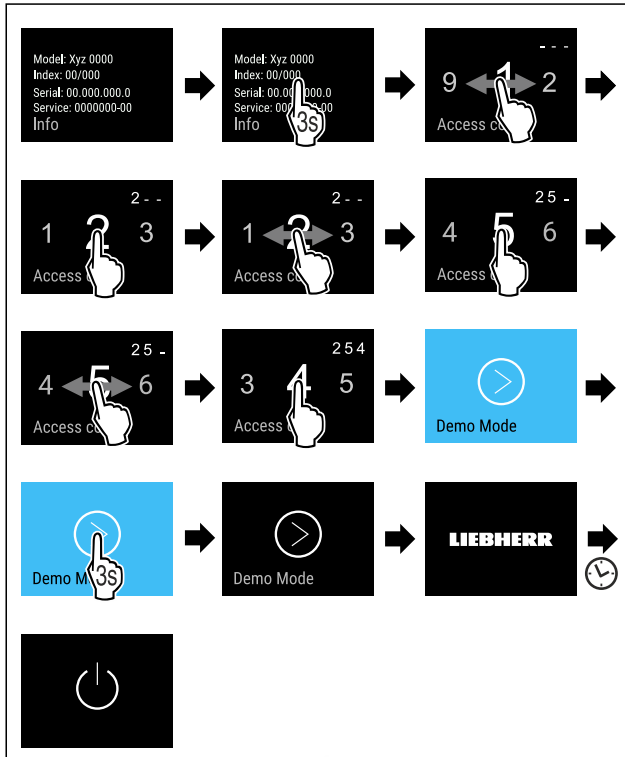 Model: Xyz 0000
Index: 00/000
Serial: 00.000.000.0
Service: 0000000-00
Info
Model: Xyz 0000
Index: 00/000
Serial: 00.000.000.0
Service: 00-00
Info
3s
- - -
9 1 2
Access
2 - -
1 2 3
Access
2 - -
1 2 3
Access
2 5 -
4 5 6
Access
2 5 -
4 5 6
Access
2 5 4
3 4 5
Access
Demo Mode
Demo
3s
Demo Mode
LIEBHERR